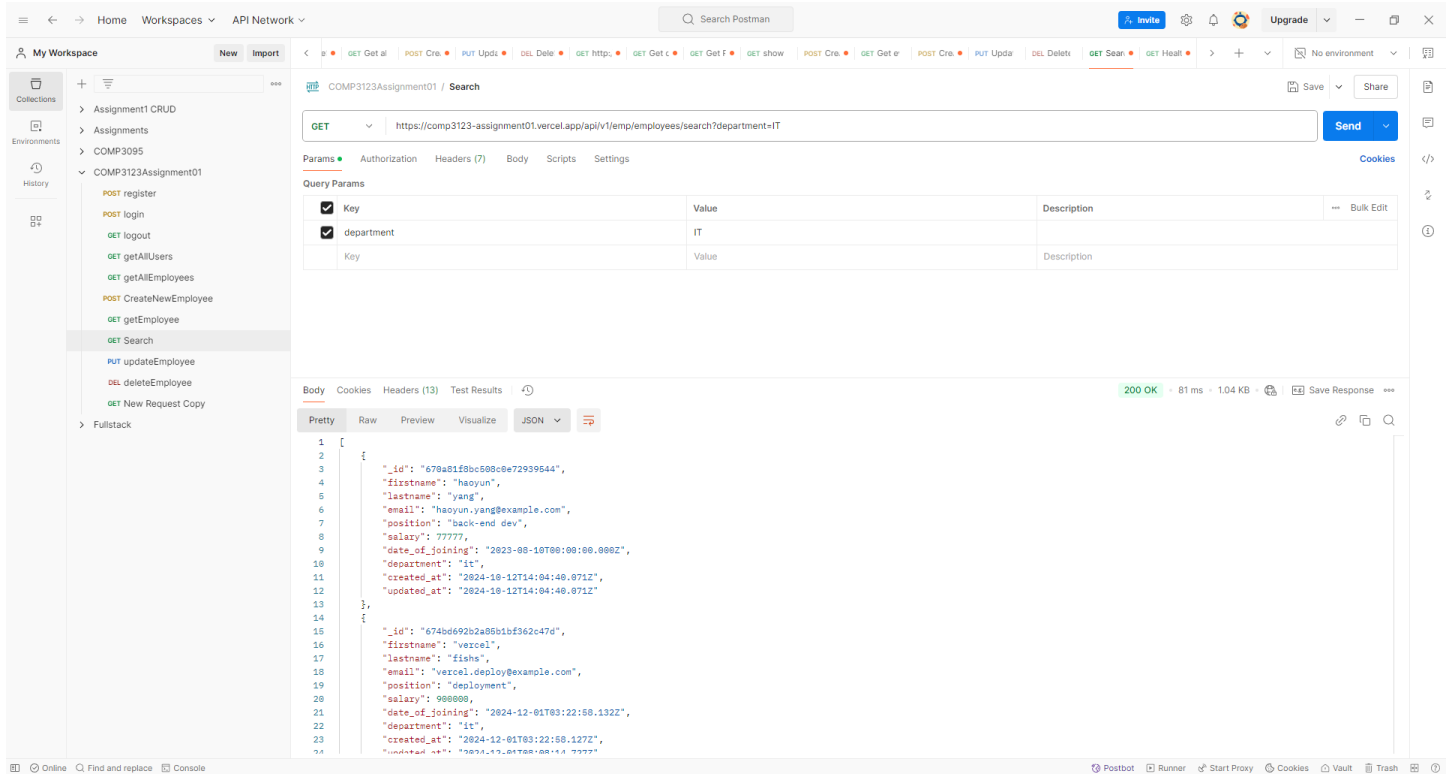 Home Workspaces API Network Search Postman Invite Upgrade
My Workspace New Import GET Get al POST Cre. PUT Upda DEL Dele GET http:, GET Get c GET Get F GET show POST Cre. GET Get e POST Cre. PUT Updat DEL Delete GET Sear GET Healt No environment
Collections
Environments
History
Assignment1 CRUD
Assignments
COMP3095
COMP3123Assignment01
POST register
POST login
GET logout
GET getAllUsers
GET getAllEmployees
POST CreateNewEmployee
GET getEmployee
GET Search
PUT updateEmployee
DEL deleteEmployee
GET New Request Copy
Fullstack
HTTP COMP3123Assignment01 / Search Save Share
GET https://comp3123-assignment01.vercel.app/api/v1/emp/employees/search?department=IT Send
Params Authorization Headers (7) Body Scripts Settings Cookies
Query Params
Key Value Description Bulk Edit
department IT
Key Value Description
Body Cookies Headers (13) Test Results 200 OK 81 ms 1.04 KB e.g. Save Response
Pretty Raw Preview Visualize JSON
1 [
2 {
3 "_id": "670a81f8bc508c0e72939544",
4 "firstname": "haoyun",
5 "lastname": "yang",
6 "email": "haoyun.yang@example.com",
7 "position": "back-end dev",
8 "salary": 77777,
9 "date_of_joining": "2023-08-10T00:00:00.000Z",
10 "department": "it",
11 "created_at": "2024-10-12T14:04:40.071Z",
12 "updated_at": "2024-10-12T14:04:40.071Z"
13 },
14 {
15 "_id": "674bd692b2a85b1bf362c47d",
16 "firstname": "vercel",
17 "lastname": "fishs",
18 "email": "vercel.deploy@example.com",
19 "position": "deployment",
20 "salary": 900000,
21 "date_of_joining": "2024-12-01T03:22:58.132Z",
22 "department": "it",
23 "created_at": "2024-12-01T03:22:58.127Z",
24 "updated_at": "2024-12-01T08:08:14.727Z"
Online Find and replace Console Postbot Runner Start Proxy Cookies Vault Trash